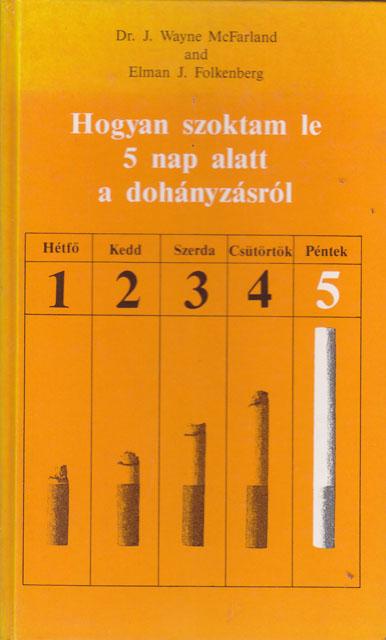 Dr. J. Wayne McFarland
and
Elman J. Folkenberg
Hogyan szoktam le
5 nap alatt
a dohányzásról
Hétfő Kedd Szerda Csütörtök Péntek
1 2 3 4 5